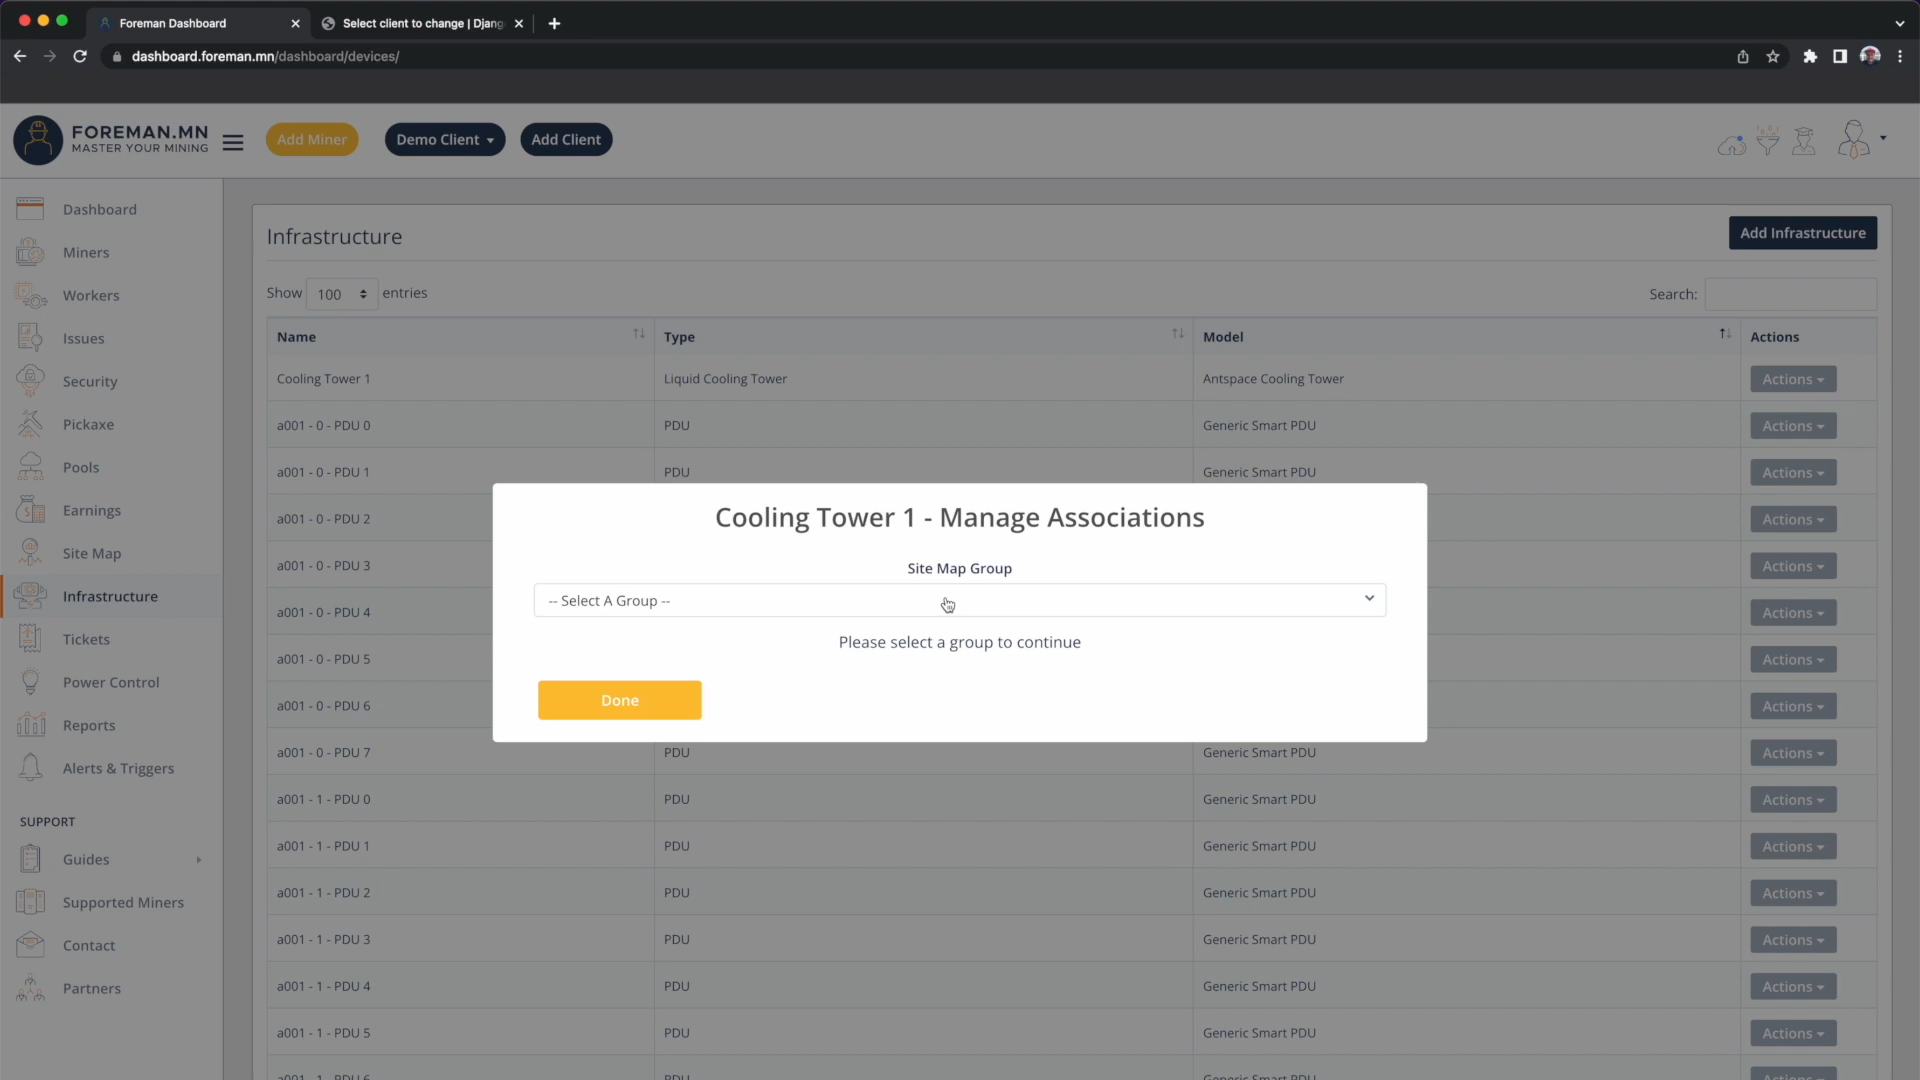 Foreman Dashboard
Select client to change | Djang
dashboard.foreman.mn/dashboard/devices/
FOREMAN.MN
MASTER YOUR MINING
Add Miner
Demo Client
Add Client
Dashboard
Miners
Workers
Issues
Security
Pickaxe
Pools
Earnings
Site Map
Infrastructure
Tickets
Power Control
Reports
Alerts & Triggers
SUPPORT
Guides
Supported Miners
Contact
Partners
Infrastructure
Add Infrastructure
Show 100 entries
Search:
Name Type Model Actions
Cooling Tower 1 Liquid Cooling Tower Antspace Cooling Tower Actions
a001 - 0 - PDU 0 PDU Generic Smart PDU Actions
a001 - 0 - PDU 1 PDU Generic Smart PDU Actions
a001 - 0 - PDU 2 Actions
a001 - 0 - PDU 3 Actions
a001 - 0 - PDU 4 Actions
a001 - 0 - PDU 5 Actions
a001 - 0 - PDU 6 Actions
a001 - 0 - PDU 7 PDU Generic Smart PDU Actions
a001 - 1 - PDU 0 PDU Generic Smart PDU Actions
a001 - 1 - PDU 1 PDU Generic Smart PDU Actions
a001 - 1 - PDU 2 PDU Generic Smart PDU Actions
a001 - 1 - PDU 3 PDU Generic Smart PDU Actions
a001 - 1 - PDU 4 PDU Generic Smart PDU Actions
a001 - 1 - PDU 5 PDU Generic Smart PDU Actions
a001 - 1 - PDU 6 PDU Generic Smart PDU Actions
Cooling Tower 1 - Manage Associations
Site Map Group
-- Select A Group --
Please select a group to continue
Done